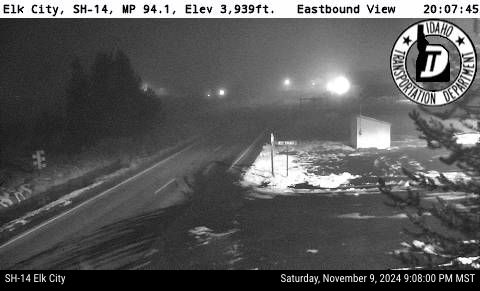 Elk City, SH-14, MP 94.1, Elev 3,939ft. Eastbound View 20:07:45
IDAHO
TRANSPORTATION DEPARTMENT
SH-14 Elk City Saturday, November 9, 2024 9:08:00 PM MST